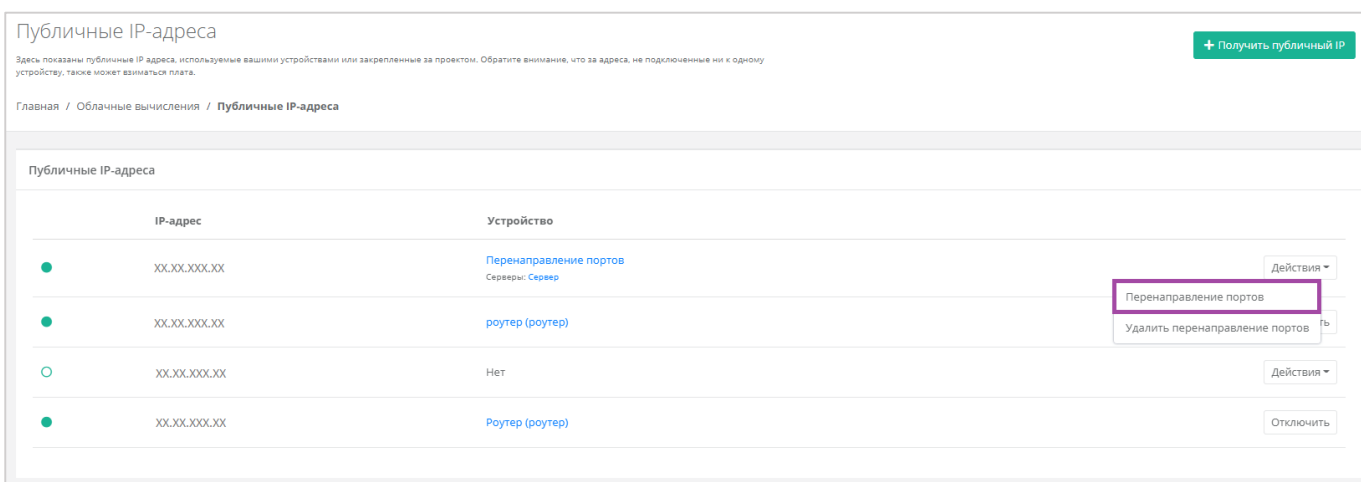 Публичные IP-адреса
+ Получить публичный IP
Здесь показаны публичные IP адреса, используемые вашими устройствами или закрепленные за проектом. Обратите внимание, что за адреса, не подключенные ни к одному
устройству, также может взиматься плата.
Главная / Облачные вычисления / Публичные IP-адреса
Публичные IP-адреса
IP-адрес Устройство
XX.XX.XXX.XX Перенаправление портов Действия
Серверы: Сервер
Перенаправление портов
XX.XX.XXX.XX роутер (роутер) ть
Удалить перенаправление портов
XX.XX.XXX.XX Нет Действия
XX.XX.XXX.XX Роутер (роутер) Отключить